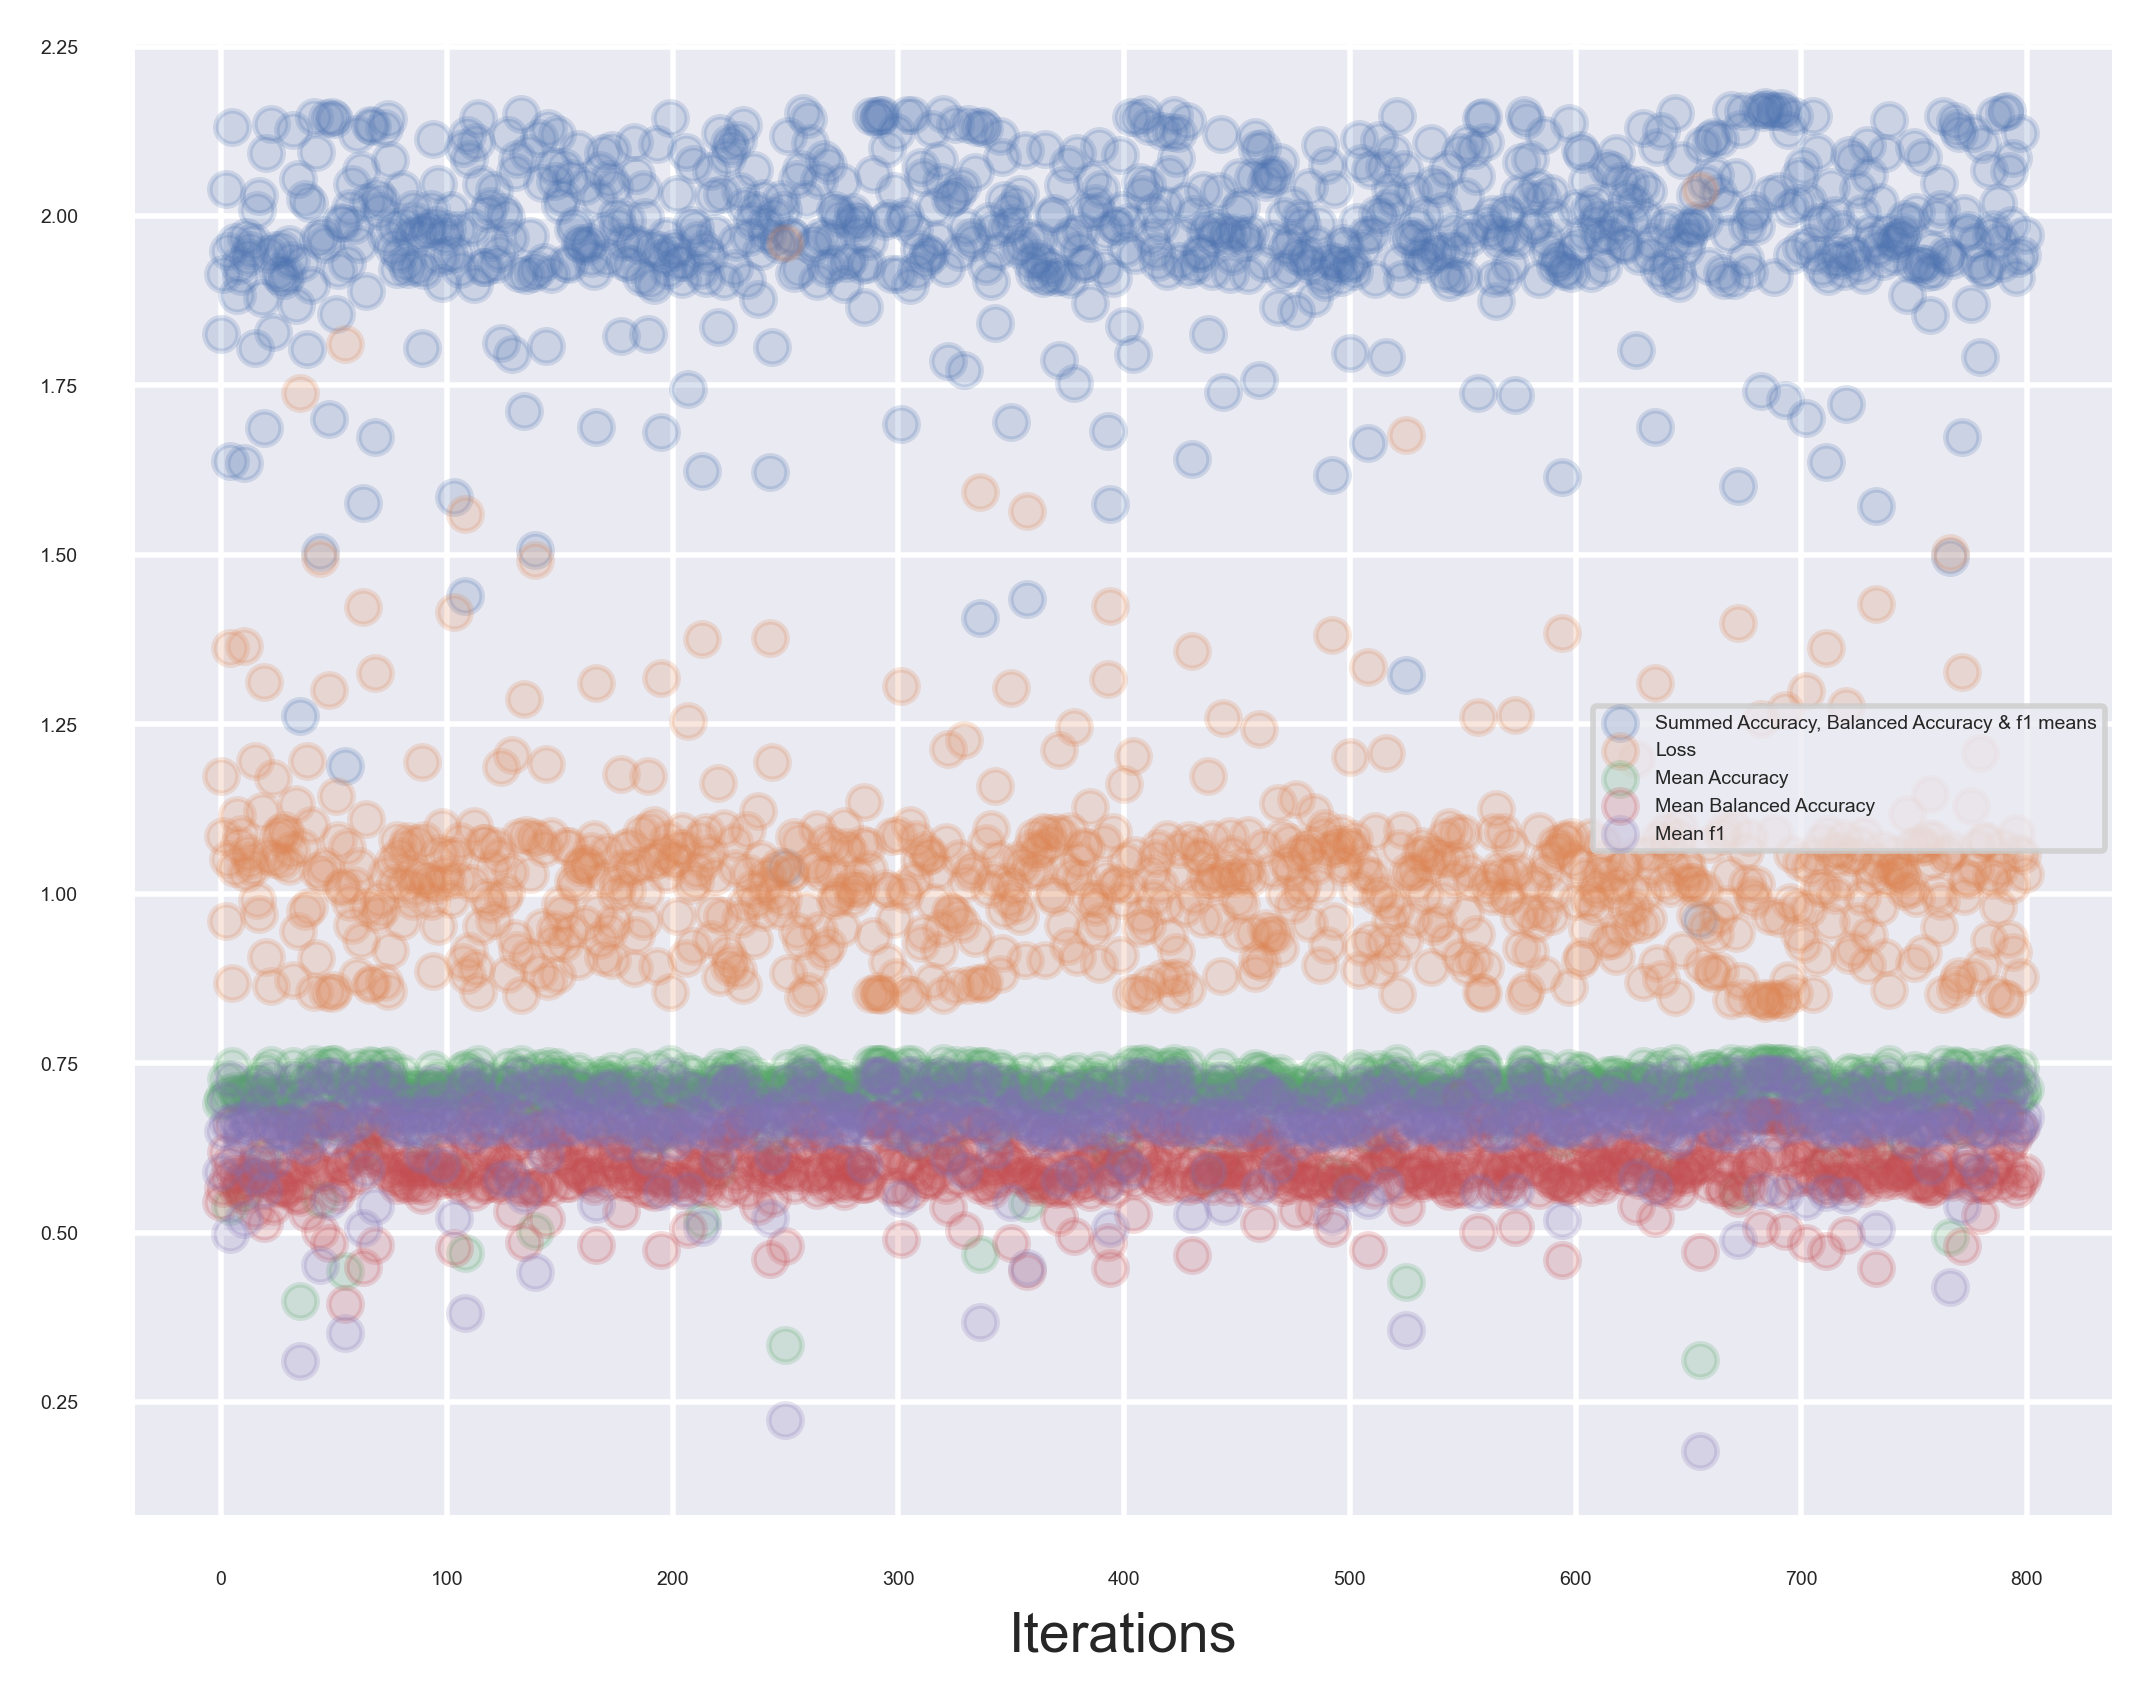 2.25
2.00
1.75
1.50
1.25
1.00
0.75
0.50
0.25
Summed Accuracy, Balanced Accuracy & f1 means
Loss
Mean Accuracy
Mean Balanced Accuracy
Mean f1
0 100 200 300 400 500 600 700 800
Iterations